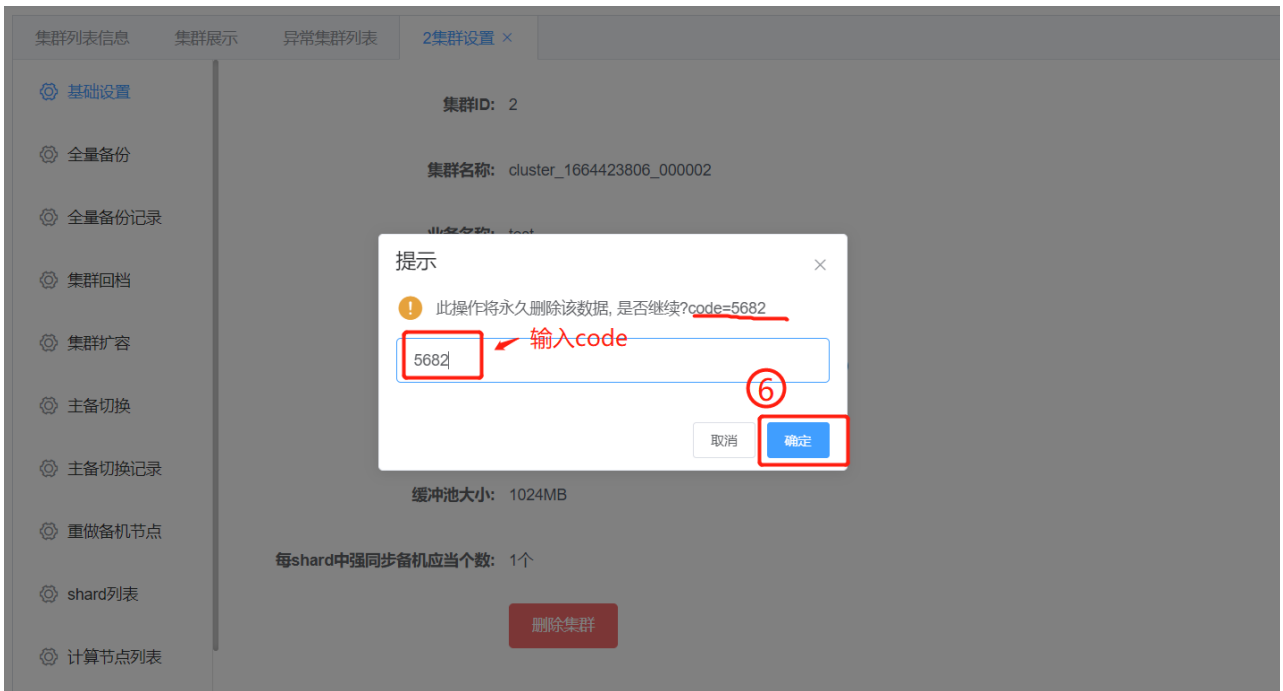 集群列表信息 集群展示 异常集群列表 2集群设置 ×
基础设置
全量备份
全量备份记录
集群回档
集群扩容
主备切换
主备切换记录
重做备机节点
shard列表
计算节点列表
集群ID: 2
集群名称: cluster_1664423806_000002
业务名称: test
提示
此操作将永久删除该数据, 是否继续?code=5682
输入code
5682
⑥
取消 确定
缓冲池大小: 1024MB
每shard中强同步备机应当个数: 1个
删除集群